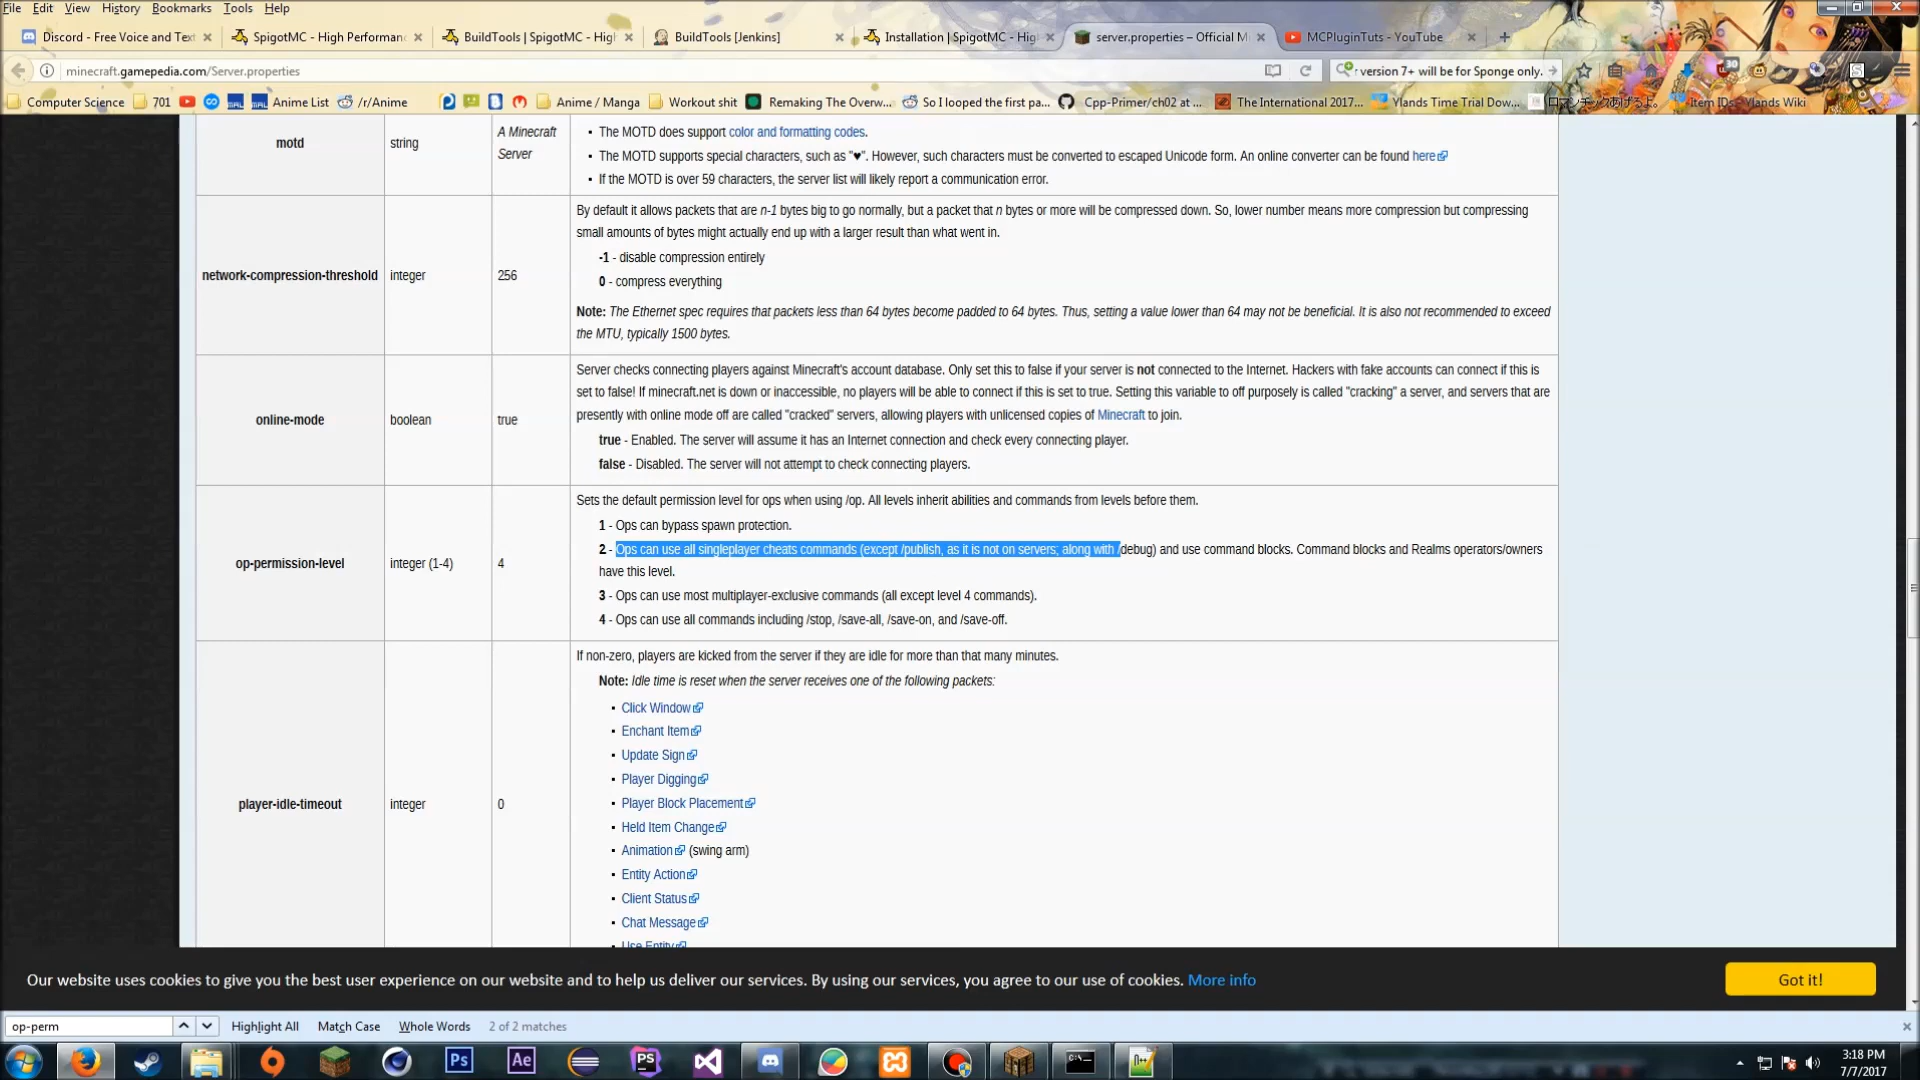 File Edit View History Bookmarks Tools Help
Discord - Free Voice and Text
SpigotMC - High Performan
BuildTools | SpigotMC - High
BuildTools [Jenkins]
Installation | SpigotMC - Hig
server.properties – Official M
MCPluginTuts - YouTube
minecraft.gamepedia.com/Server.properties
version 7+ will be for Sponge only.
30
Computer Science 701 Anime List /r/Anime Anime / Manga Workout shit Remaking The Overw... So I looped the first pa... Cpp-Primer/ch02 at ... The International 2017... Ylands Time Trial Dow... ロマンチックあげるよ。 Item IDs - Ylands Wiki
motd string A Minecraft Server
▪ The MOTD does support color and formatting codes.
▪ The MOTD supports special characters, such as "♥". However, such characters must be converted to escaped Unicode form. An online converter can be found here
▪ If the MOTD is over 59 characters, the server list will likely report a communication error.
network-compression-threshold integer 256
By default it allows packets that are n-1 bytes big to go normally, but a packet that n bytes or more will be compressed down. So, lower number means more compression but compressing
small amounts of bytes might actually end up with a larger result than what went in.
-1 - disable compression entirely
0 - compress everything
Note: The Ethernet spec requires that packets less than 64 bytes become padded to 64 bytes. Thus, setting a value lower than 64 may not be beneficial. It is also not recommended to exceed
the MTU, typically 1500 bytes.
online-mode boolean true
Server checks connecting players against Minecraft's account database. Only set this to false if your server is not connected to the Internet. Hackers with fake accounts can connect if this is
set to false! If minecraft.net is down or inaccessible, no players will be able to connect if this is set to true. Setting this variable to off purposely is called "cracking" a server, and servers that are
presently with online mode off are called "cracked" servers, allowing players with unlicensed copies of Minecraft to join.
true - Enabled. The server will assume it has an Internet connection and check every connecting player.
false - Disabled. The server will not attempt to check connecting players.
op-permission-level integer (1-4) 4
Sets the default permission level for ops when using /op. All levels inherit abilities and commands from levels before them.
1 - Ops can bypass spawn protection.
2 - Ops can use all singleplayer cheats commands (except /publish, as it is not on servers; along with /debug) and use command blocks. Command blocks and Realms operators/owners
have this level.
3 - Ops can use most multiplayer-exclusive commands (all except level 4 commands).
4 - Ops can use all commands including /stop, /save-all, /save-on, and /save-off.
player-idle-timeout integer 0
If non-zero, players are kicked from the server if they are idle for more than that many minutes.
Note: Idle time is reset when the server receives one of the following packets:
▪ Click Window
▪ Enchant Item
▪ Update Sign
▪ Player Digging
▪ Player Block Placement
▪ Held Item Change
▪ Animation (swing arm)
▪ Entity Action
▪ Client Status
▪ Chat Message
▪ Use Entity
Our website uses cookies to give you the best user experience on our website and to help us deliver our services. By using our services, you agree to our use of cookies. More info
Got it!
op-perm Highlight All Match Case Whole Words 2 of 2 matches
Ps Ae PS
3:18 PM
7/7/2017